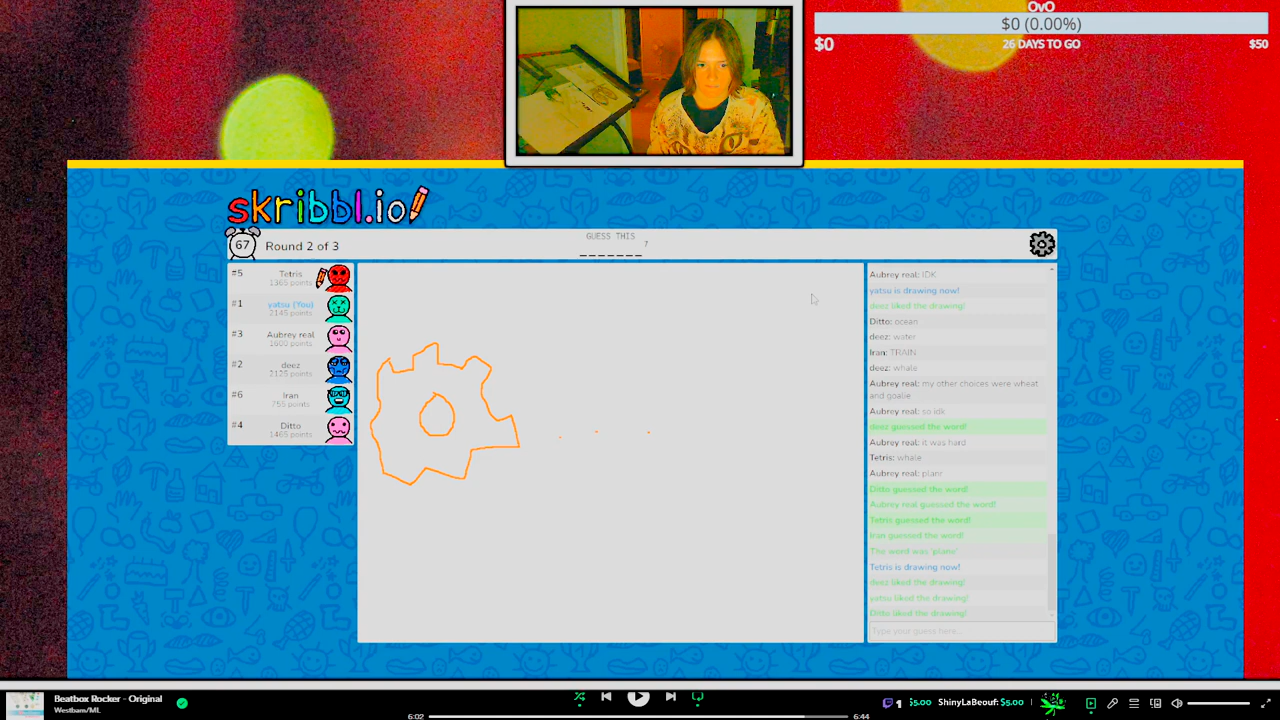 OvO
$0 (0.00%)
$0
26 DAYS TO GO
$50
skribbl.io
67
Round 2 of 3
GUESS THIS
_______ 7
#5
Tetris
1365 points
#1
yatsu (You)
2145 points
#3
Aubrey real
1600 points
#2
deez
2125 points
#6
Iran
755 points
#4
Ditto
1465 points
Aubrey real: IDK
yatsu is drawing now!
deez liked the drawing!
Ditto: ocean
deez: water
Iran: TRAIN
deez: whale
Aubrey real: my other choices were wheat
and goalie
Aubrey real: so idk
deez guessed the word!
Aubrey real: it was hard
Tetris: whale
Aubrey real: planr
Ditto guessed the word!
Aubrey real guessed the word!
Tetris guessed the word!
Iran guessed the word!
The word was 'plane'
Tetris is drawing now!
deez liked the drawing!
yatsu liked the drawing!
Ditto liked the drawing!
Type your guess here...
Beatbox Rocker - Original
Westbam/ML
6:02
6:44
1
$5.00
ShinyLaBeouf: $5.00